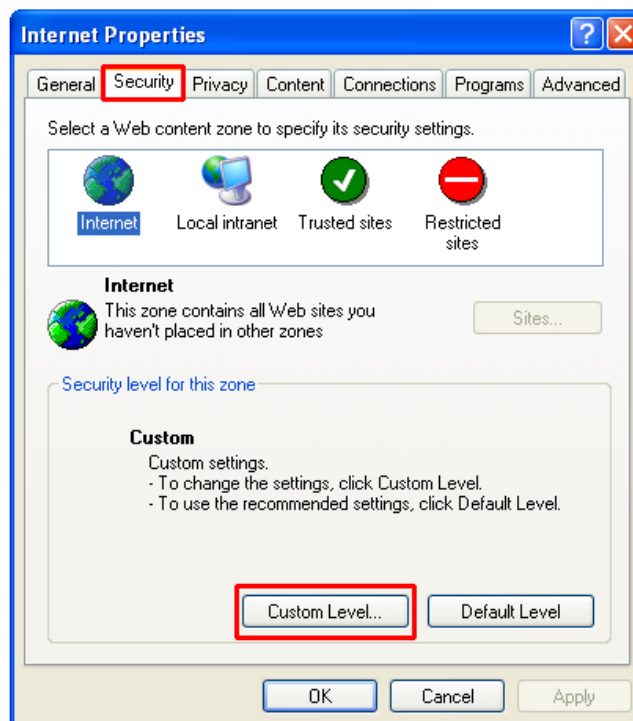 Internet Properties
General Security Privacy Content Connections Programs Advanced
Select a Web content zone to specify its security settings.
Internet Local intranet Trusted sites Restricted sites
Internet
This zone contains all Web sites you
haven't placed in other zones
Sites...
Security level for this zone
Custom
Custom settings.
- To change the settings, click Custom Level.
- To use the recommended settings, click Default Level.
Custom Level... Default Level
OK Cancel Apply